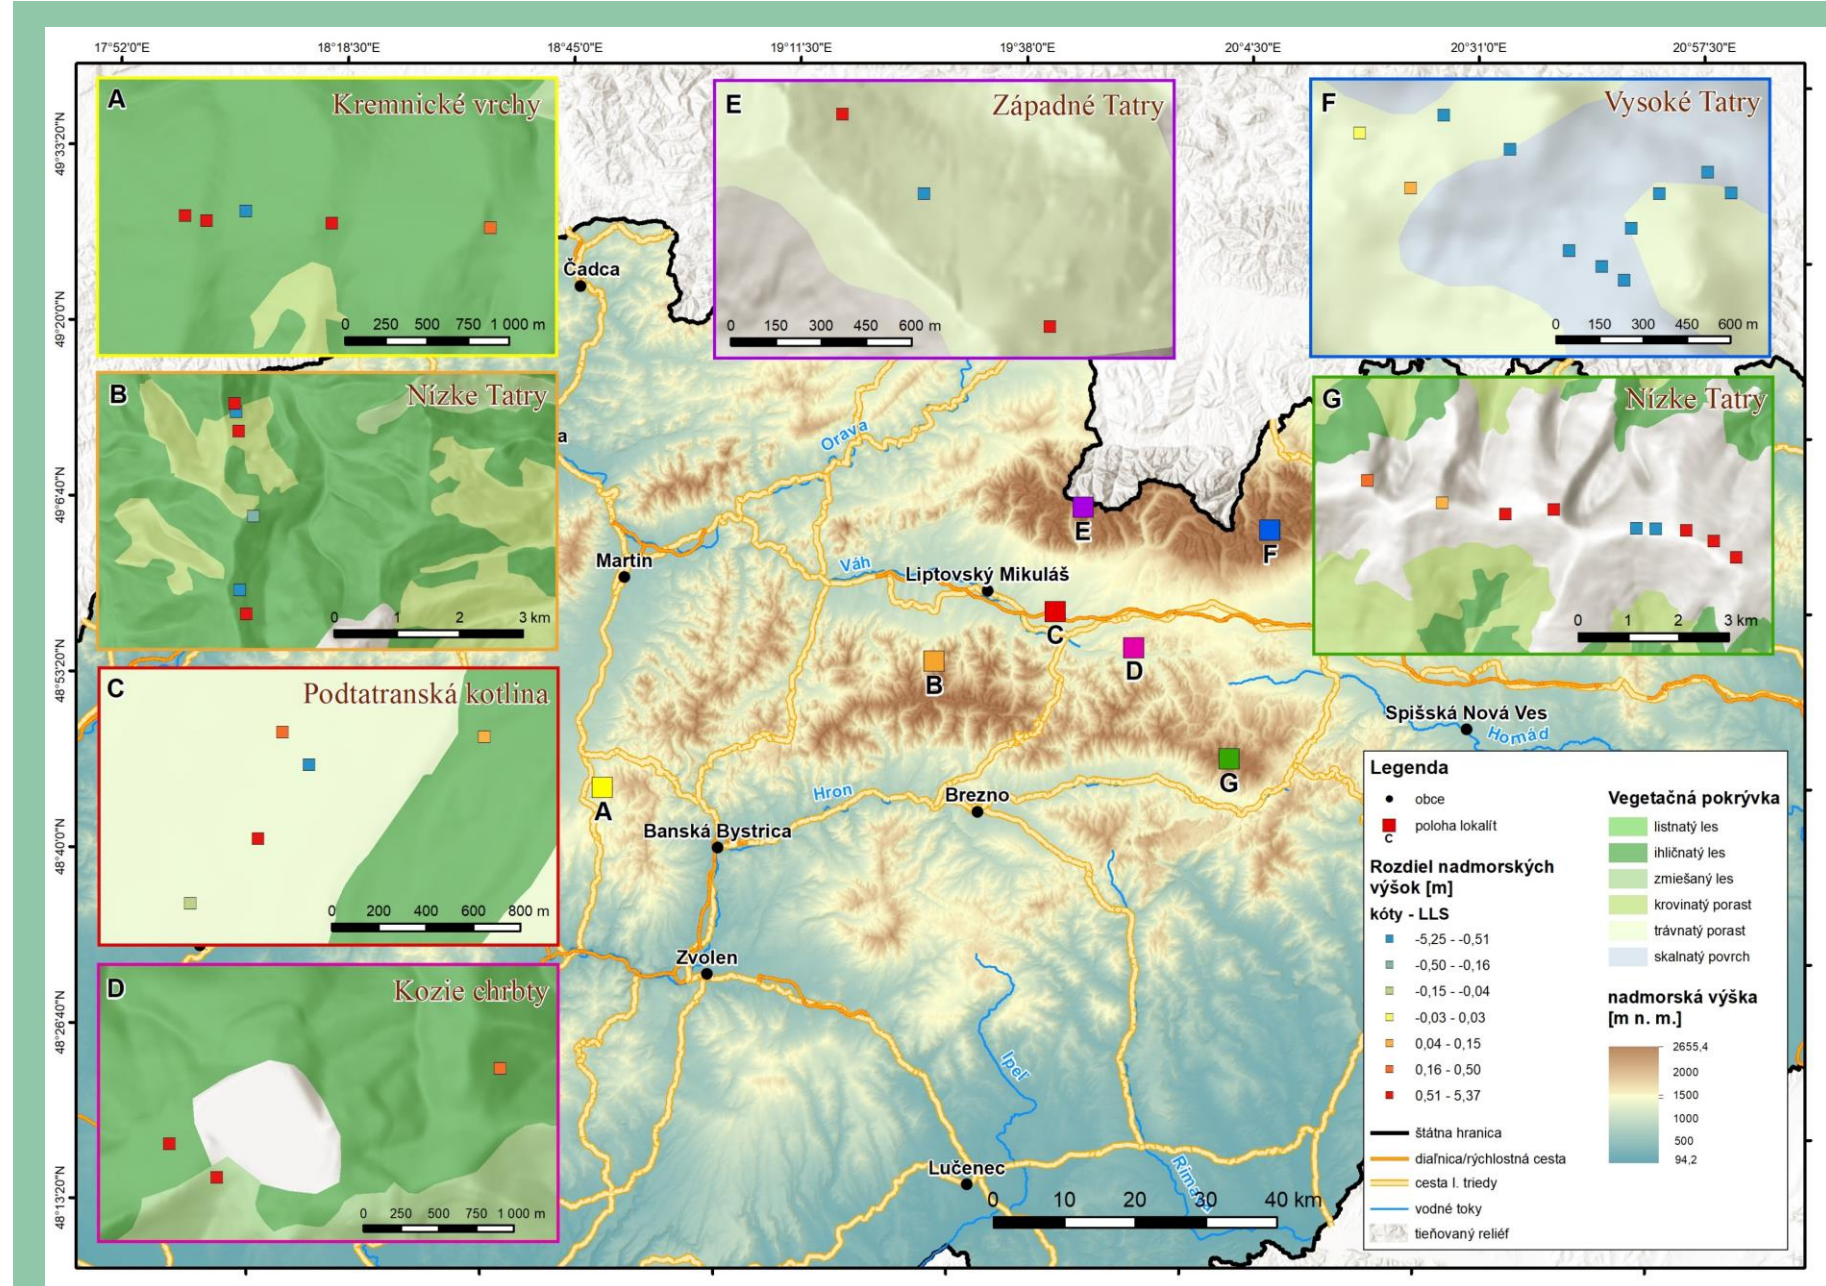 17°52'0"E
18°18'30"E
18°45'0"E
19°11'30"E
19°38'0"E
20°4'30"E
20°31'0"E
20°57'30"E
49°33'20"N
49°20'0"N
49°6'40"N
48°53'20"N
48°40'0"N
48°26'40"N
48°13'20"N
A
Kremnické vrchy
0 250 500 750 1 000 m
E
Západné Tatry
0 150 300 450 600 m
F
Vysoké Tatry
0 150 300 450 600 m
B
Nízke Tatry
0 1 2 3 km
G
Nízke Tatry
0 1 2 3 km
C
Podtatranská kotlina
0 200 400 600 800 m
D
Kozie chrbty
0 250 500 750 1 000 m
Čadca
a
Orava
E
F
Martin
Váh
Liptovský Mikuláš
C
D
B
Spišská Nová Ves
Hornád
G
A
Hron
Brezno
Banská Bystrica
Zvolen
Ipeľ
Lučenec
0 10 20 30 40 km
Legenda
obce
poloha lokalít
C
Rozdiel nadmorských
výšok [m]
kóty - LLS
-5,25 - -0,51
-0,50 - -0,16
-0,15 - -0,04
-0,03 - 0,03
0,04 - 0,15
0,16 - 0,50
0,51 - 5,37
štátna hranica
diaľnica/rýchlostná cesta
cesta I. triedy
vodné toky
tieňovaný reliéf
Vegetačná pokrývka
listnatý les
ihličnatý les
zmiešaný les
krovinatý porast
trávnatý porast
skalnatý povrch
nadmorská výška
[m n. m.]
2655,4
2000
1500
1000
500
94,2